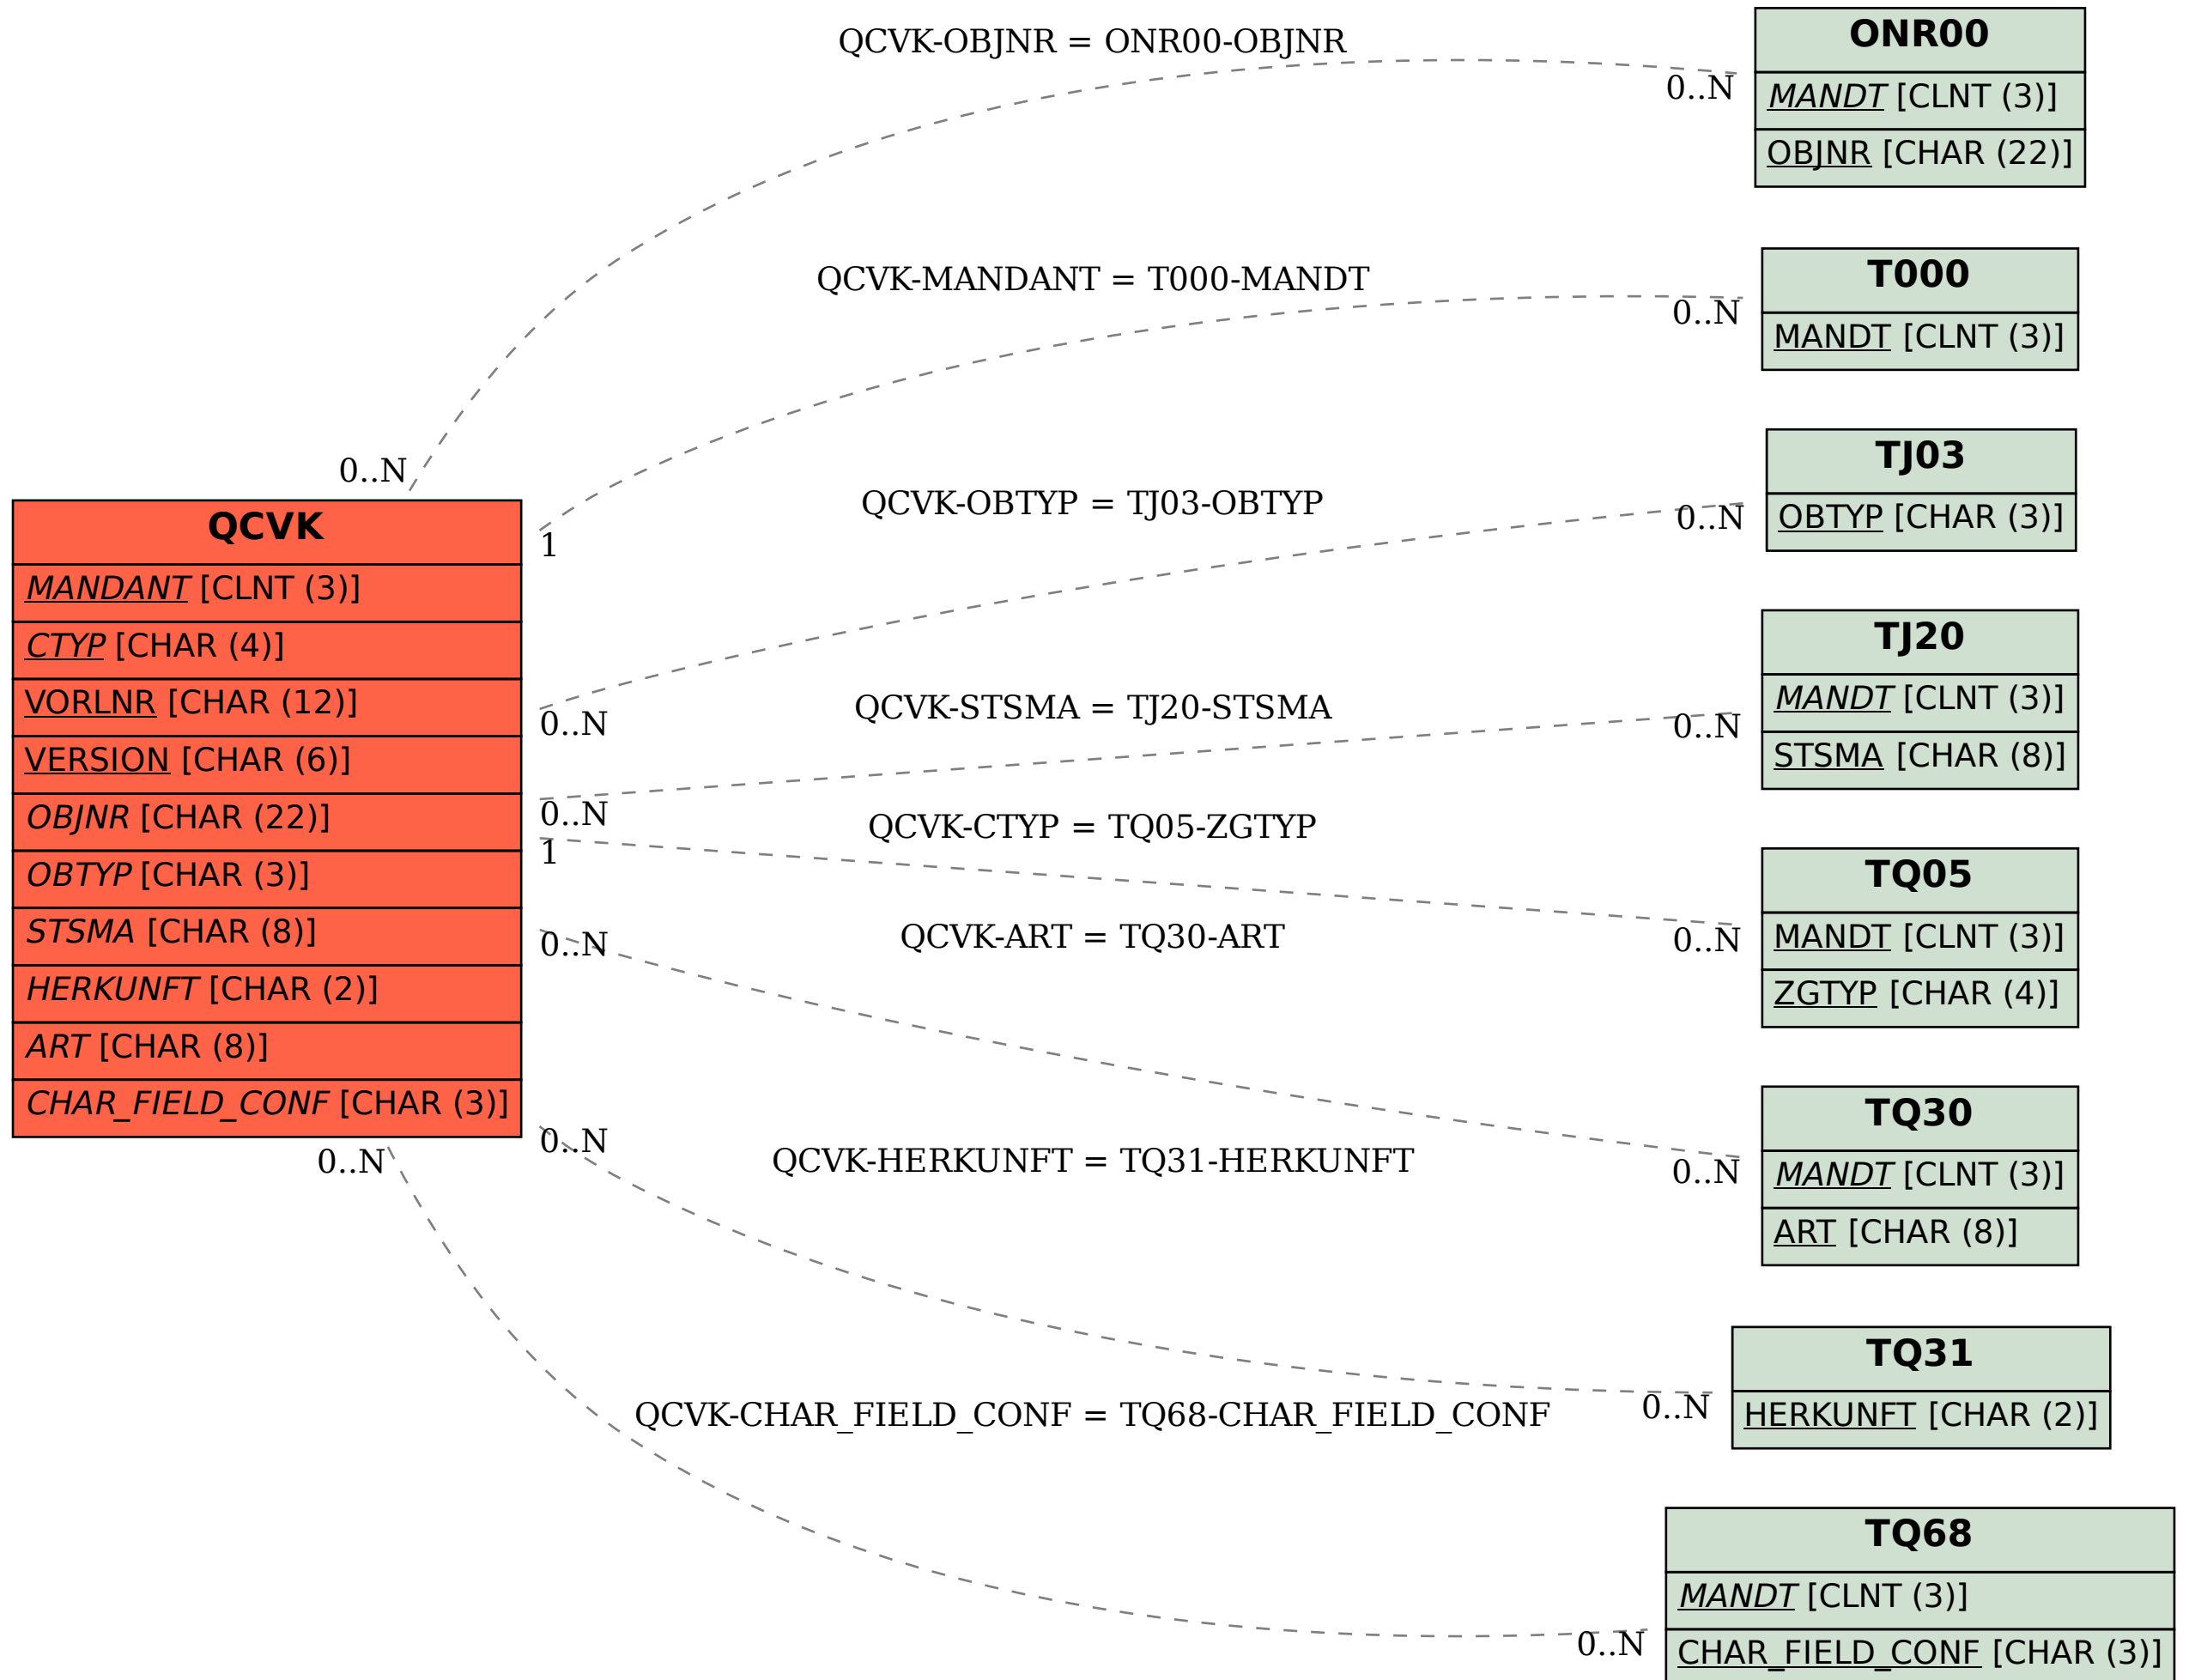 QCVK-OBJNR = ONR00-OBJNR
0..N
0..N
ONR00
MANDT [CLNT (3)]
OBJNR [CHAR (22)]
QCVK-MANDANT = T000-MANDT
0..N
1
T000
MANDT [CLNT (3)]
QCVK-OBTYP = TJ03-OBTYP
0..N
0..N
TJ03
OBTYP [CHAR (3)]
QCVK
MANDANT [CLNT (3)]
CTYP [CHAR (4)]
VORLNR [CHAR (12)]
VERSION [CHAR (6)]
OBJNR [CHAR (22)]
OBTYP [CHAR (3)]
STSMA [CHAR (8)]
HERKUNFT [CHAR (2)]
ART [CHAR (8)]
CHAR_FIELD_CONF [CHAR (3)]
QCVK-STSMA = TJ20-STSMA
0..N
0..N
TJ20
MANDT [CLNT (3)]
STSMA [CHAR (8)]
QCVK-CTYP = TQ05-ZGTYP
1
0..N
TQ05
MANDT [CLNT (3)]
ZGTYP [CHAR (4)]
QCVK-ART = TQ30-ART
0..N
0..N
TQ30
MANDT [CLNT (3)]
ART [CHAR (8)]
QCVK-HERKUNFT = TQ31-HERKUNFT
0..N
0..N
TQ31
HERKUNFT [CHAR (2)]
QCVK-CHAR_FIELD_CONF = TQ68-CHAR_FIELD_CONF
0..N
0..N
TQ68
MANDT [CLNT (3)]
CHAR_FIELD_CONF [CHAR (3)]